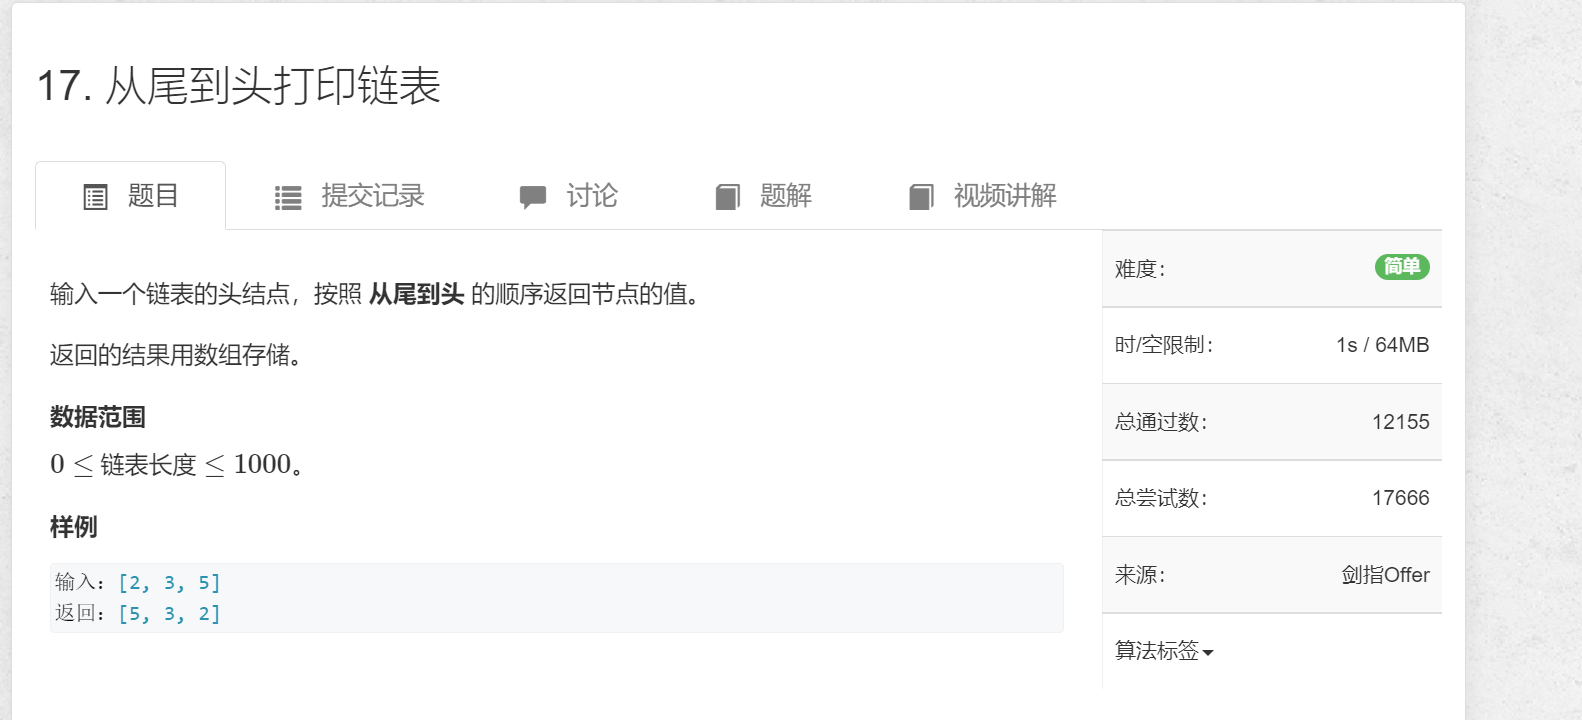 17. 从尾到头打印链表
题目 提交记录 讨论 题解 视频讲解
输入一个链表的头结点，按照 从尾到头 的顺序返回节点的值。
返回的结果用数组存储。
数据范围
0 ≤ 链表长度 ≤ 1000。
样例
输入：[2, 3, 5]
返回：[5, 3, 2]
难度： 简单
时/空限制： 1s / 64MB
总通过数： 12155
总尝试数： 17666
来源： 剑指Offer
算法标签